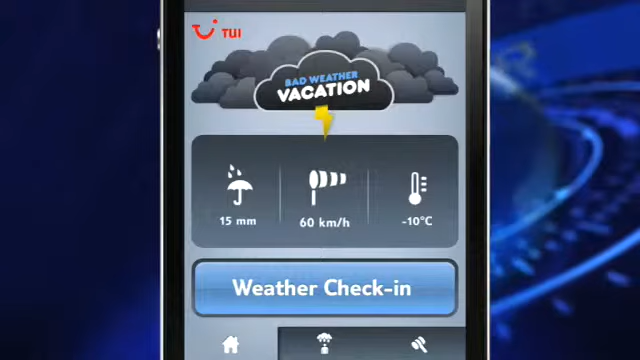 TUI
BAD WEATHER
VACATION
15 mm
60 km/h
-10°C
Weather Check-in